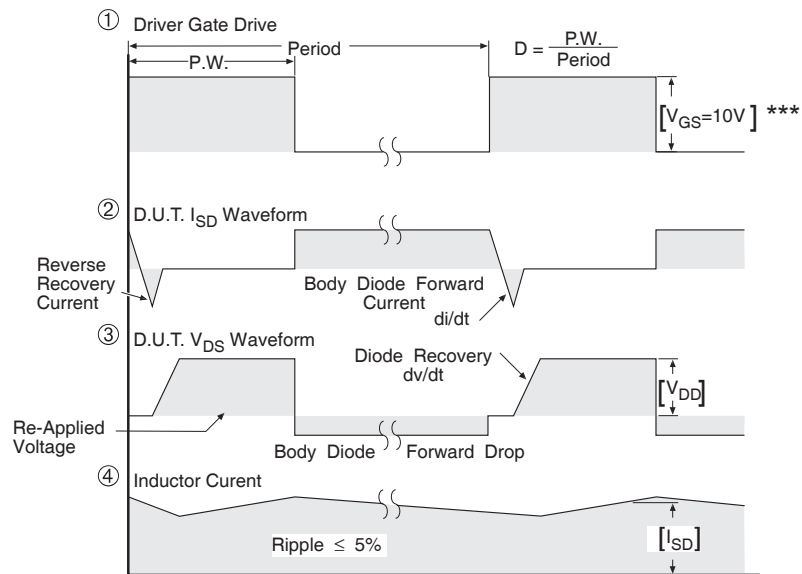 ① Driver Gate Drive
P.W.
Period
D = P.W.
Period
[VGS=10V] ***
② D.U.T. ISD Waveform
Reverse
Recovery
Current
Body Diode Forward
Current
di/dt
③ D.U.T. VDS Waveform
Diode Recovery
dv/dt
[VDD]
Re-Applied
Voltage
Body Diode Forward Drop
④ Inductor Curent
Ripple ≤ 5%
[ISD]